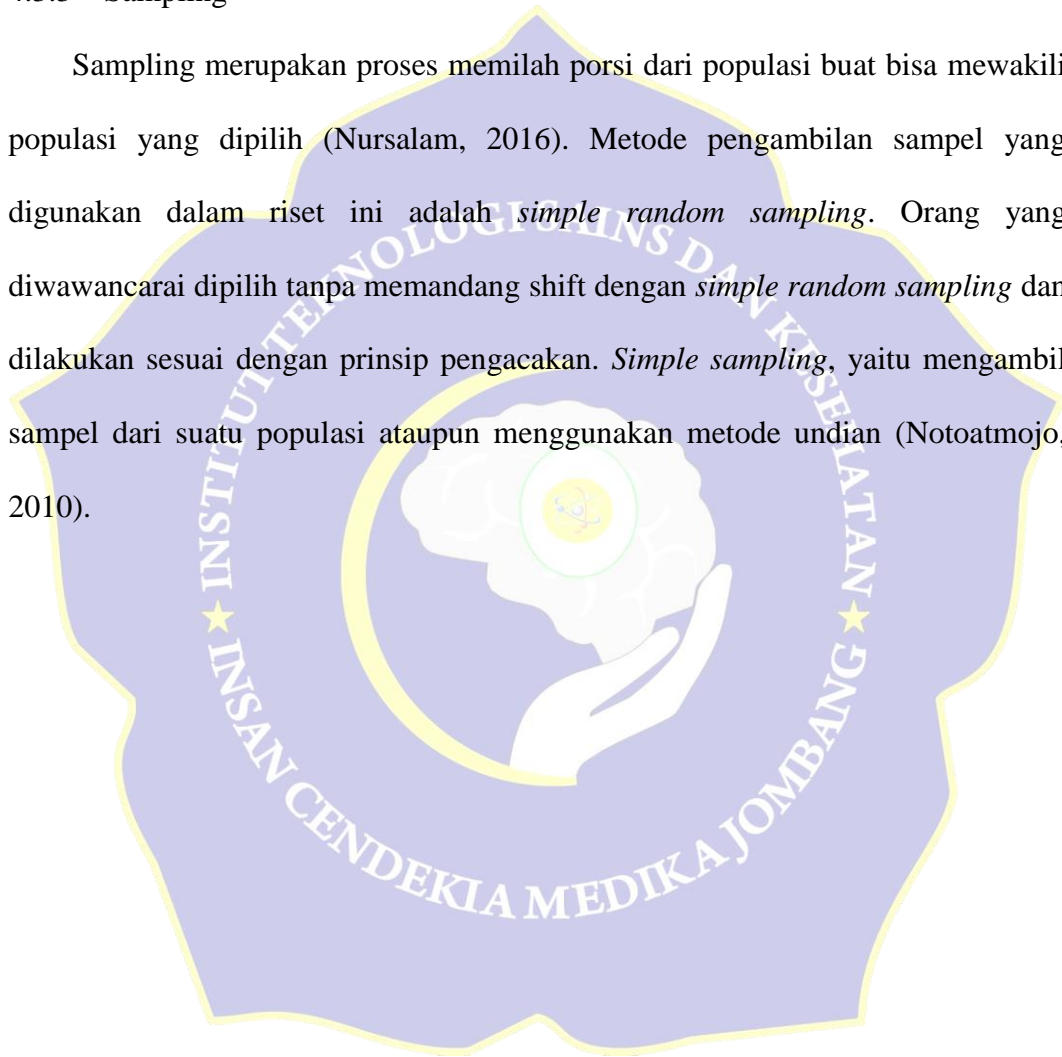 Sampling
Sampling merupakan proses memilah porsi dari populasi buat bisa mewakili
populasi yang dipilih (Nursalam, 2016). Metode pengambilan sampel yang
digunakan dalam riset ini adalah simple random sampling. Orang yang
diwawancarai dipilih tanpa memandang shift dengan simple random sampling dan
dilakukan sesuai dengan prinsip pengacakan. Simple sampling, yaitu mengambil
sampel dari suatu populasi ataupun menggunakan metode undian (Notoatmojo,
2010).
INSTITUT TEKNOLOGI SAINS DAN KESEHATAN
INSAN CENDEKIA MEDIKA JOMBANG